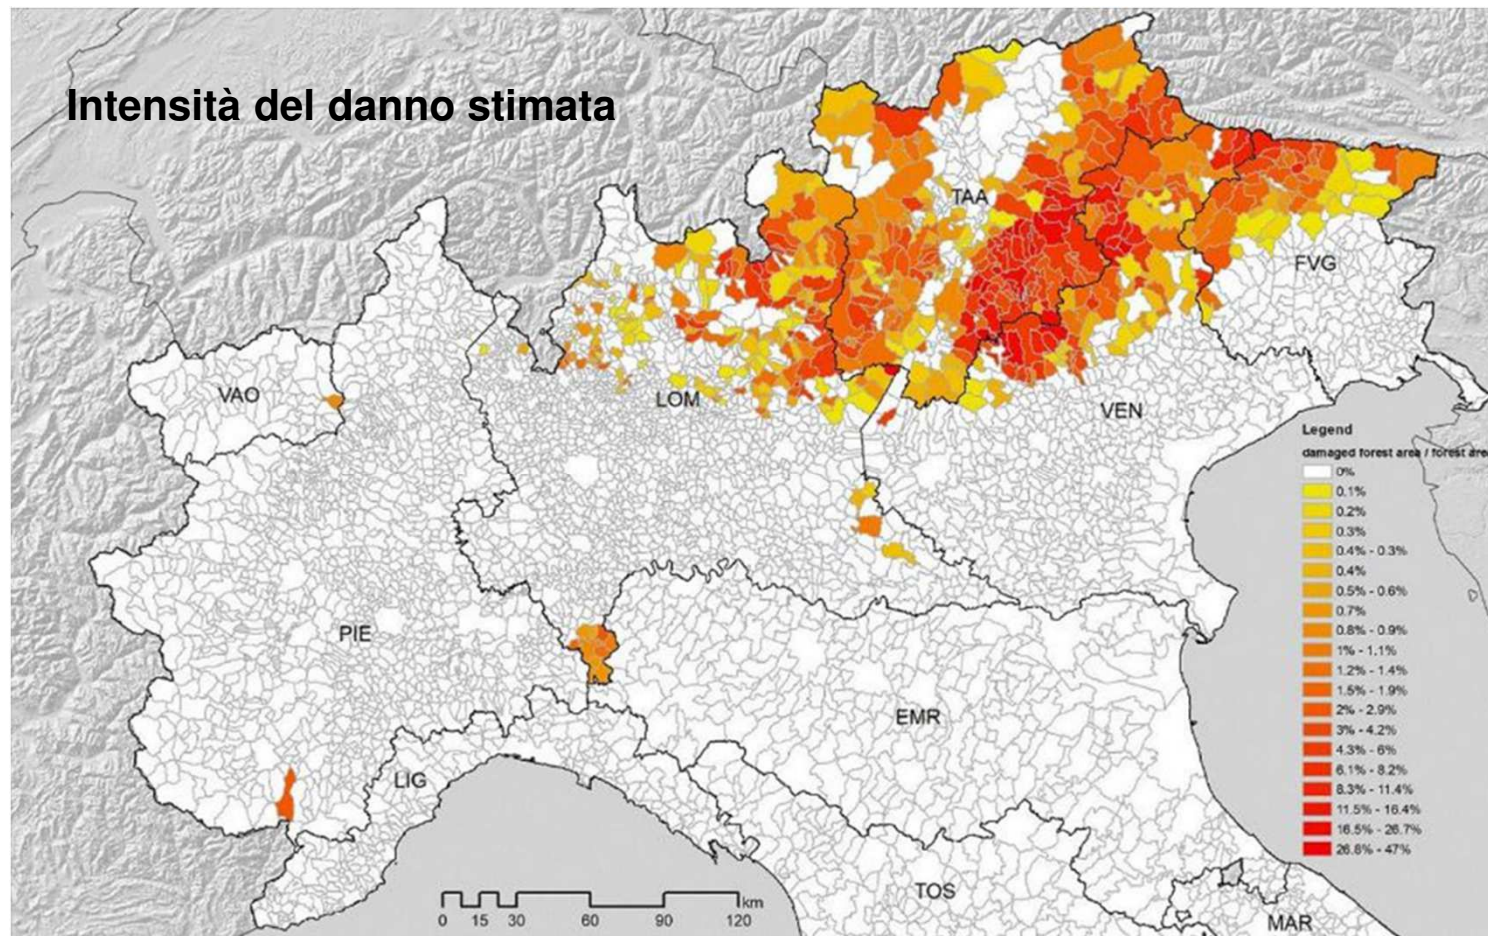 Intensità del danno stimata
TAA
FVG
VAO
LOM
VEN
PIE
EMR
LIG
TOS
MAR
Legend
damaged forest area / forest area
0%
0.1%
0.2%
0.3%
0.4% - 0.3%
0.4%
0.5% - 0.6%
0.7%
0.8% - 0.9%
1% - 1.1%
1.2% - 1.4%
1.5% - 1.9%
2% - 2.9%
3% - 4.2%
4.3% - 6%
6.1% - 8.2%
8.3% - 11.4%
11.5% - 16.4%
16.5% - 26.7%
26.8% - 47%
km
0 15 30 60 90 120